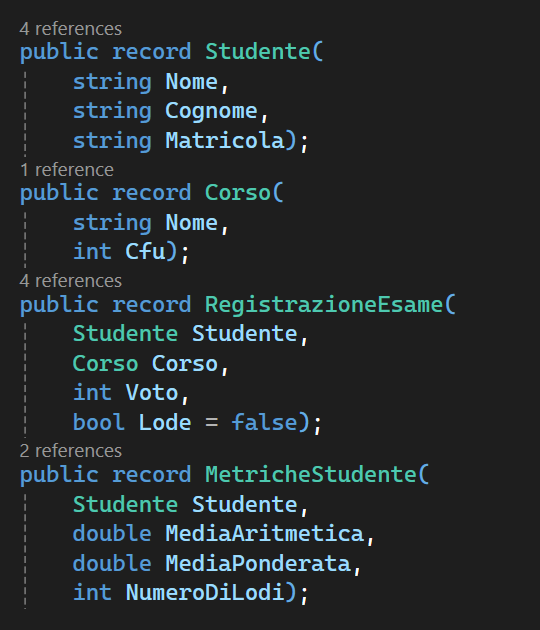 4 references
public record Studente(
    string Nome,
    string Cognome,
    string Matricola);
1 reference
public record Corso(
    string Nome,
    int Cfu);
4 references
public record RegistrazioneEsame(
    Studente Studente,
    Corso Corso,
    int Voto,
    bool Lode = false);
2 references
public record MetricheStudente(
    Studente Studente,
    double MediaAritmetica,
    double MediaPonderata,
    int NumeroDiLodi);